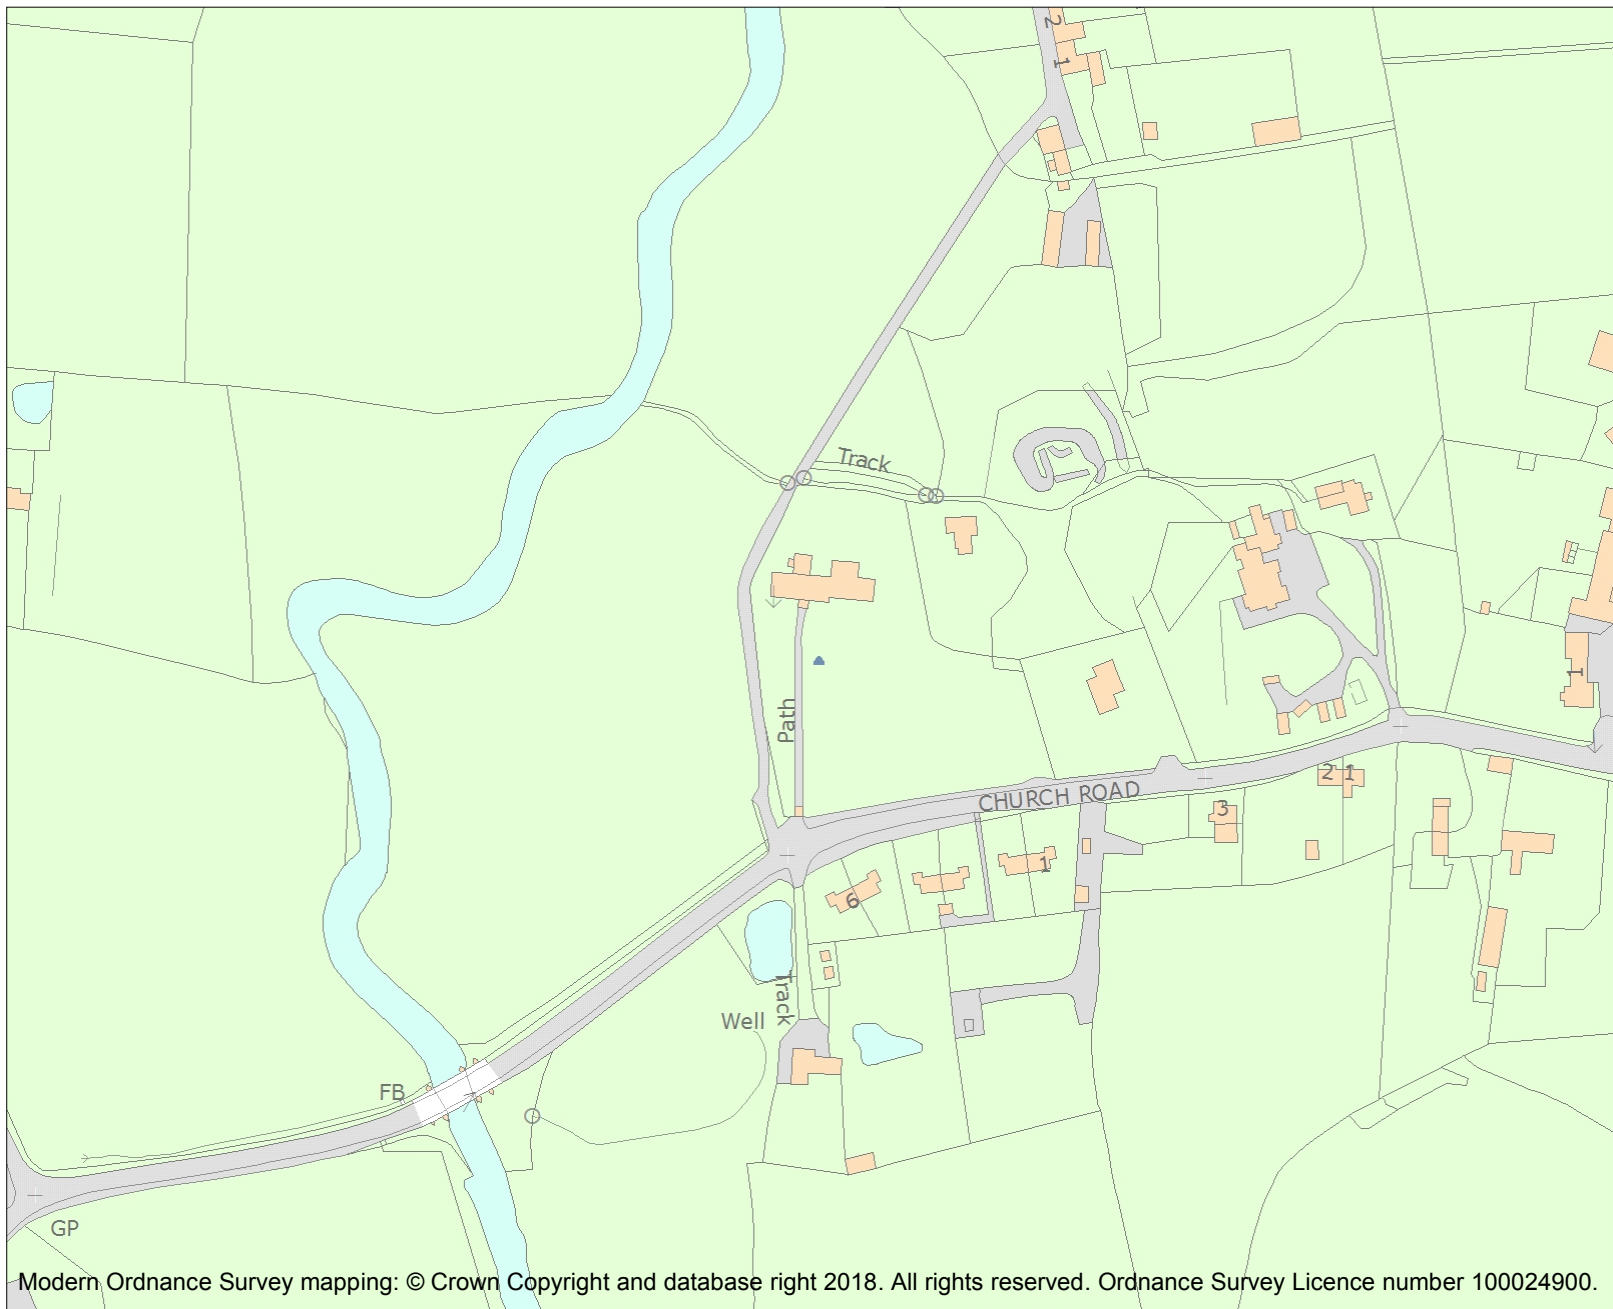 2
1
Track
Path
1
CHURCH ROAD
2 1
3
1
6
Track
Well
FB
GP
Modern Ordnance Survey mapping: © Crown Copyright and database right 2018. All rights reserved. Ordnance Survey Licence number 100024900.